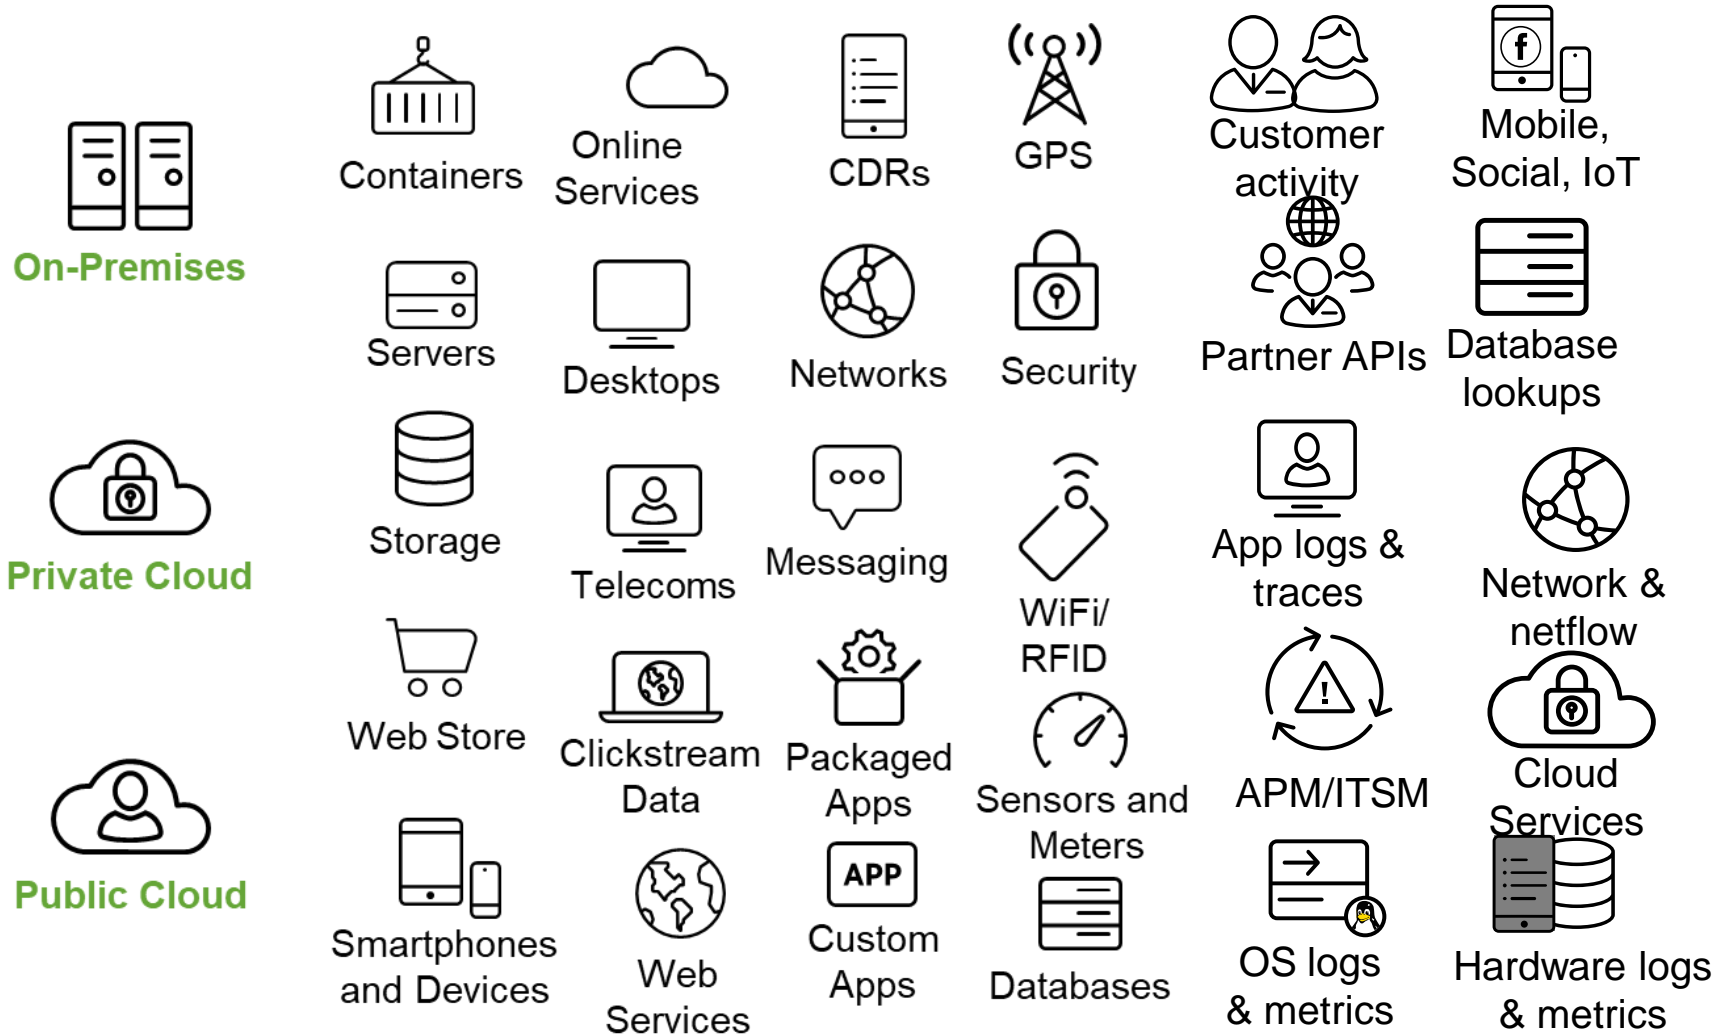 On-Premises
Private Cloud
Public Cloud
Containers
Servers
Storage
Web Store
Smartphones
and Devices
Online
Services
Desktops
Telecoms
Clickstream
Data
Web
Services
CDRs
Networks
Messaging
Packaged
Apps
APP
Custom
Apps
GPS
Security
WiFi/
RFID
Sensors and
Meters
Databases
Customer
activity
Partner APIs
App logs &
traces
!
APM/ITSM
OS logs
& metrics
f
Mobile,
Social, IoT
Database
lookups
Network &
netflow
Cloud
Services
Hardware logs
& metrics